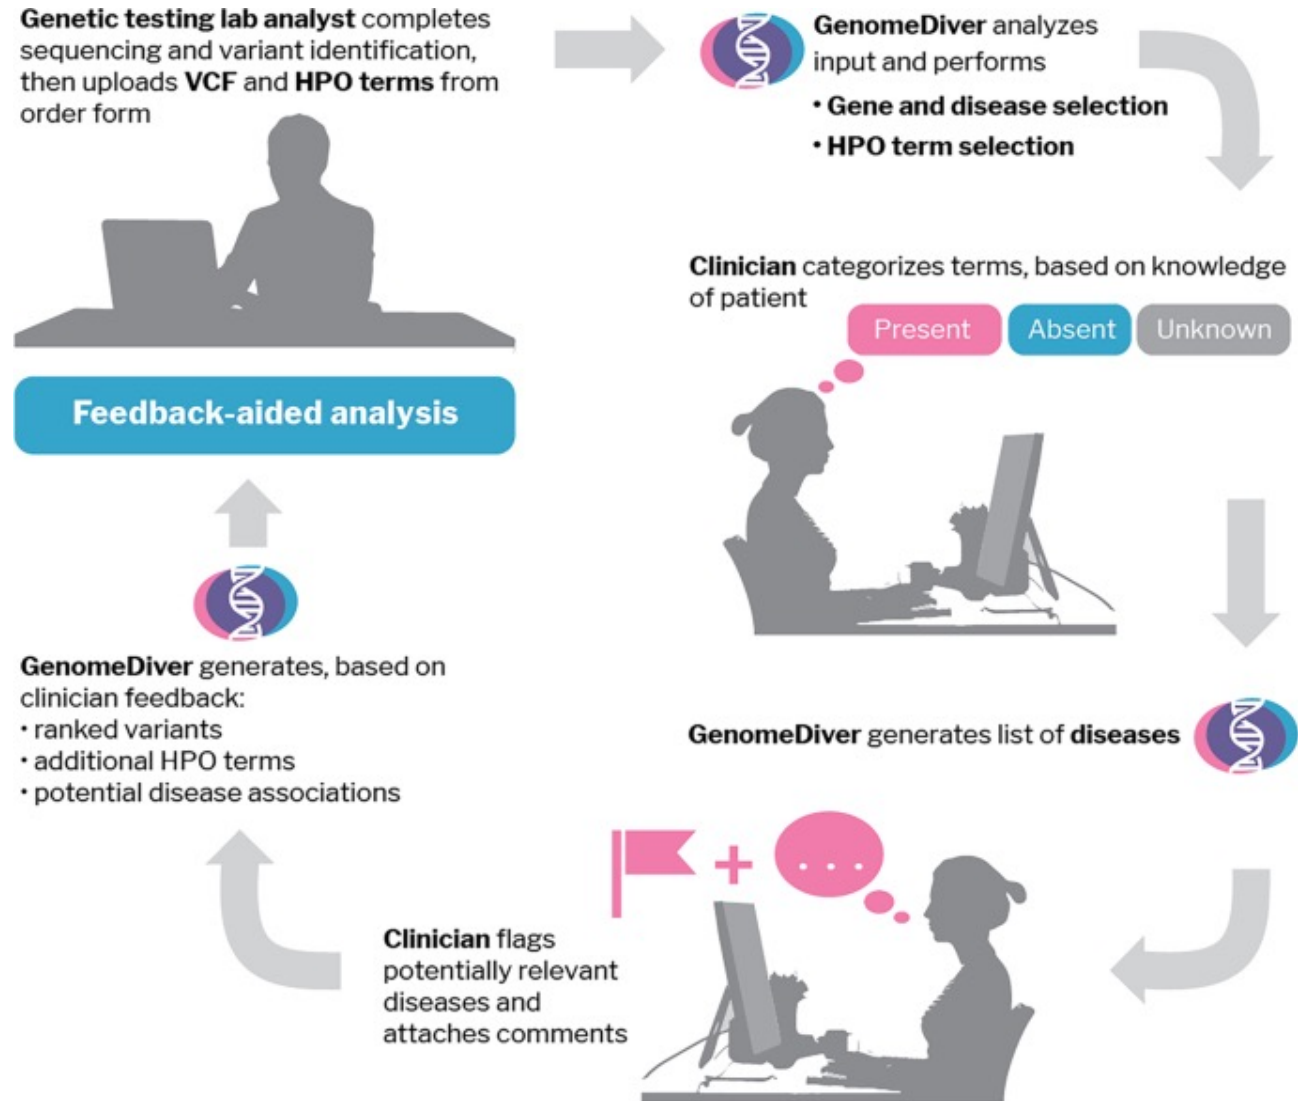 Genetic testing lab analyst completes
sequencing and variant identification,
then uploads VCF and HPO terms from
order form
GenomeDiver analyzes
input and performs
• Gene and disease selection
• HPO term selection
Clinician categorizes terms, based on knowledge
of patient
Present
Absent
Unknown
GenomeDiver generates list of diseases
Clinician flags
potentially relevant
diseases and
attaches comments
GenomeDiver generates, based on
clinician feedback:
• ranked variants
• additional HPO terms
• potential disease associations
Feedback-aided analysis